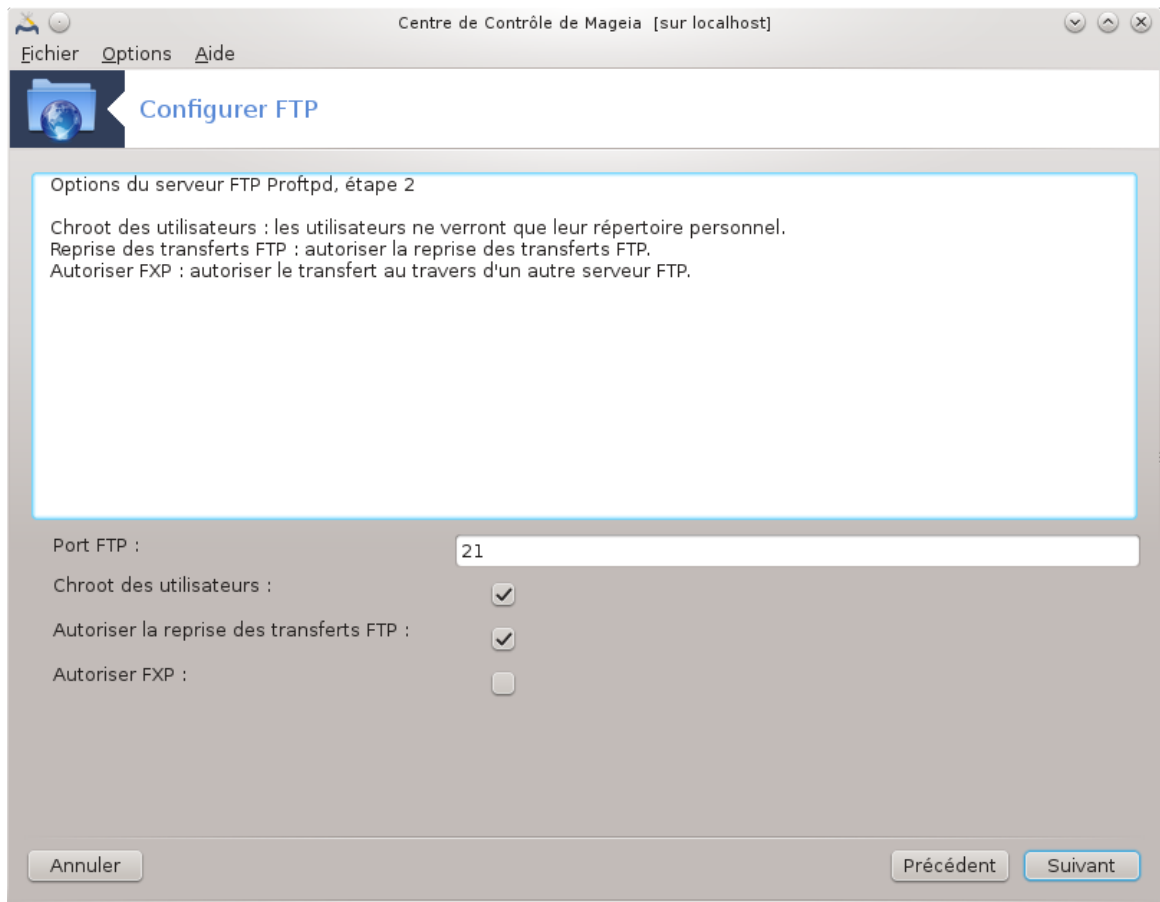 Centre de Contrôle de Mageia [sur localhost]
Fichier Options Aide
Configurer FTP
Options du serveur FTP Proftpd, étape 2
Chroot des utilisateurs : les utilisateurs ne verront que leur répertoire personnel.
Reprise des transferts FTP : autoriser la reprise des transferts FTP.
Autoriser FXP : autoriser le transfert au travers d'un autre serveur FTP.
Port FTP : 21
Chroot des utilisateurs :
Autoriser la reprise des transferts FTP :
Autoriser FXP :
Annuler Précédent Suivant